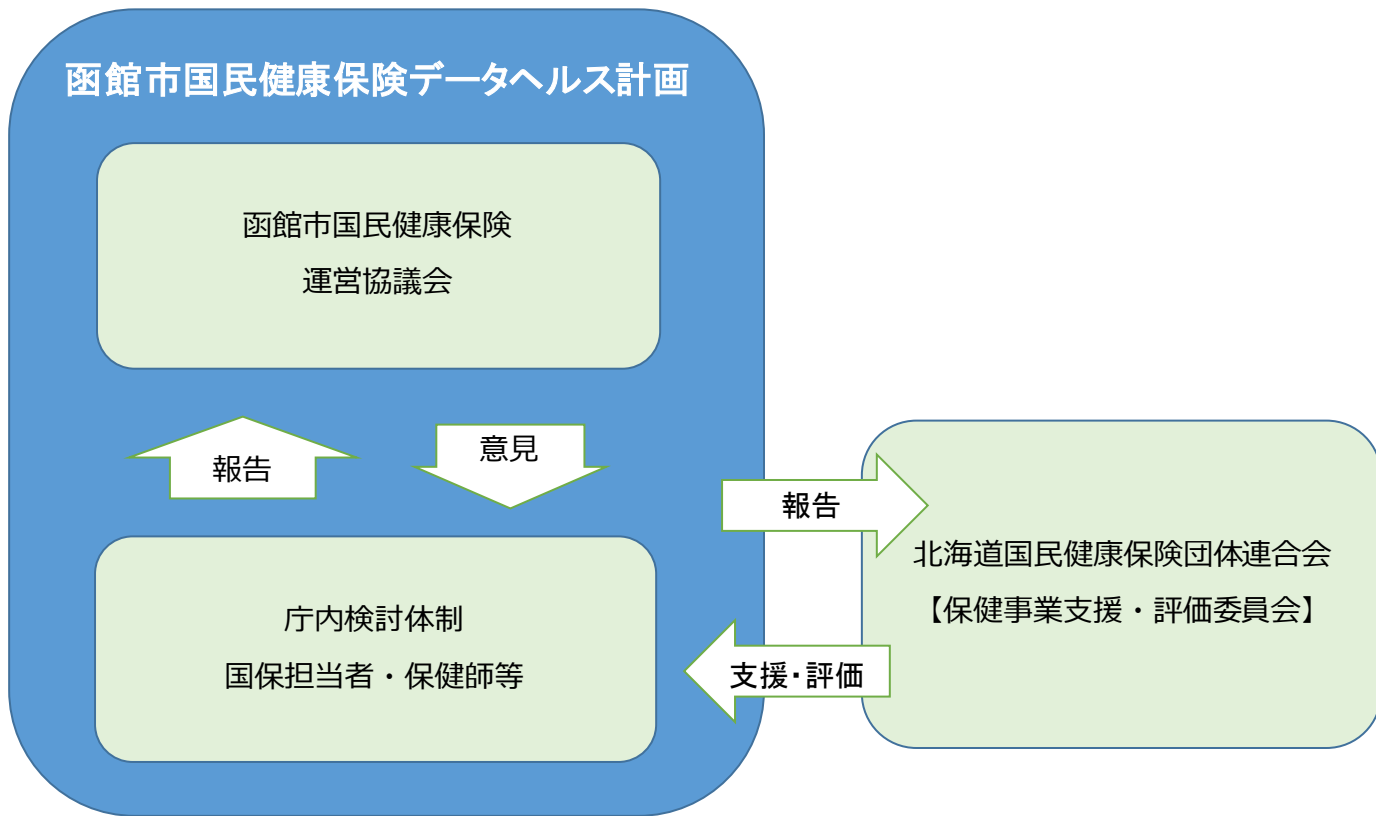 函館市国民健康保険データヘルス計画
函館市国民健康保険
運営協議会
報告
意見
報告
北海道国民健康保険団体連合会
【保健事業支援・評価委員会】
庁内検討体制
国保担当者・保健師等
支援・評価